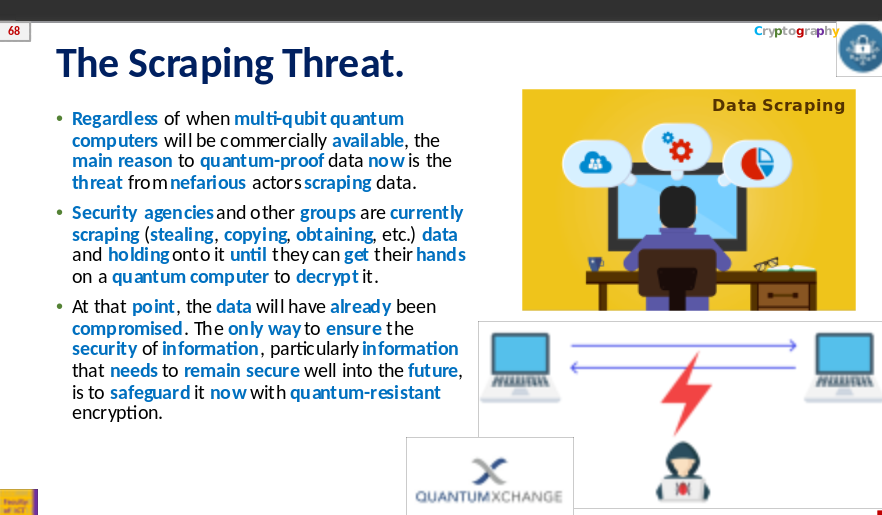 68
Cryptography
The Scraping Threat.
• Regardless of when multi-qubit quantum
computers will be commercially available, the
main reason to quantum-proof data now is the
threat from nefarious actors scraping data.
• Security agencies and other groups are currently
scraping (stealing, copying, obtaining, etc.) data
and holding onto it until they can get their hands
on a quantum computer to decrypt it.
• At that point, the data will have already been
compromised. The only way to ensure the
security of information, particularly information
that needs to remain secure well into the future,
is to safeguard it now with quantum-resistant
encryption.
Data Scraping
QUANTUMXCHANGE
Faculty
of ICT